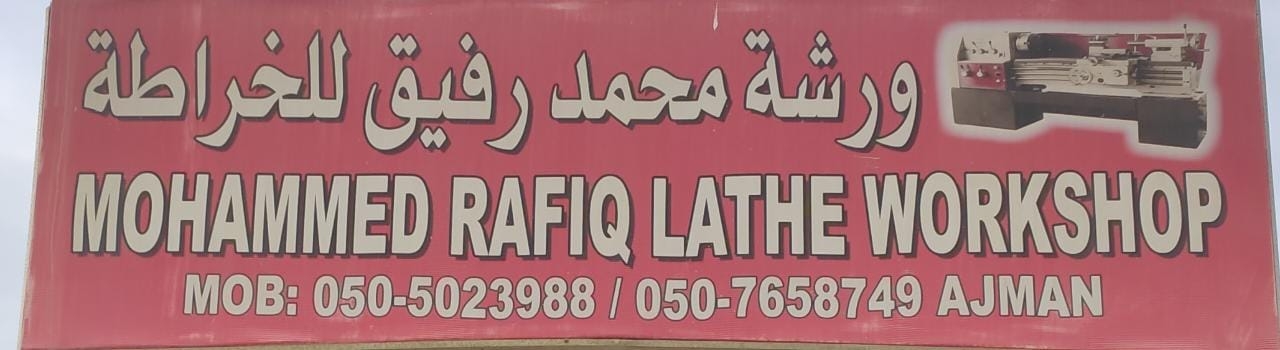 ورشة محمد رفيق للخراطة
MOHAMMED RAFIQ LATHE WORKSHOP
MOB: 050-5023988 / 050-7658749 AJMAN